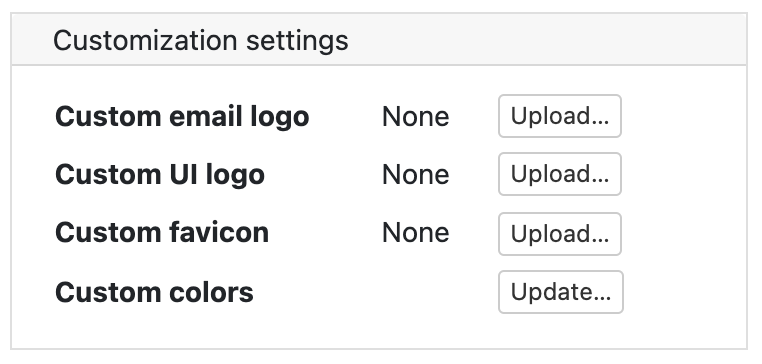 Customization settings
Custom email logo None Upload...
Custom UI logo None Upload...
Custom favicon None Upload...
Custom colors Update...